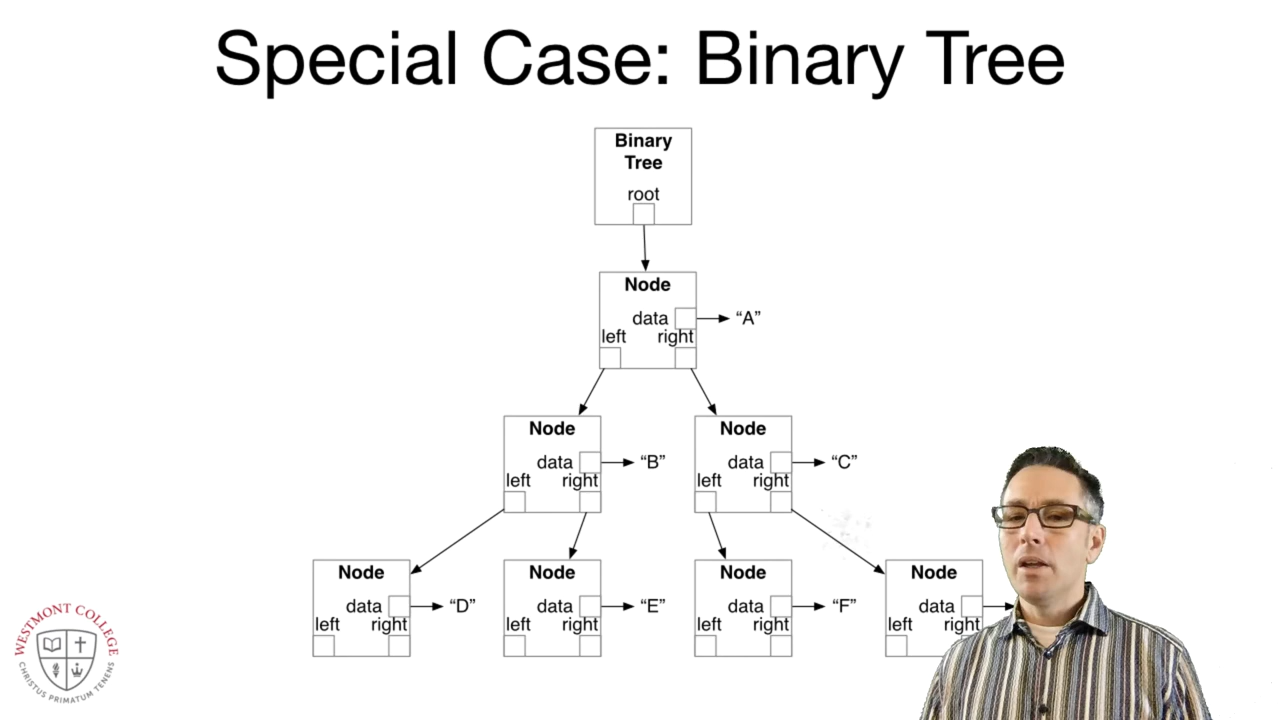 Special Case: Binary Tree
Binary
Tree
root
Node
data “A”
left right
Node
data “B”
left right
Node
data “C”
left right
Node
data “D”
left right
Node
data “E”
left right
Node
data “F”
left right
Node
data
left right
WESTMONT COLLEGE
CHRISTUS PRIMATUM TENENS